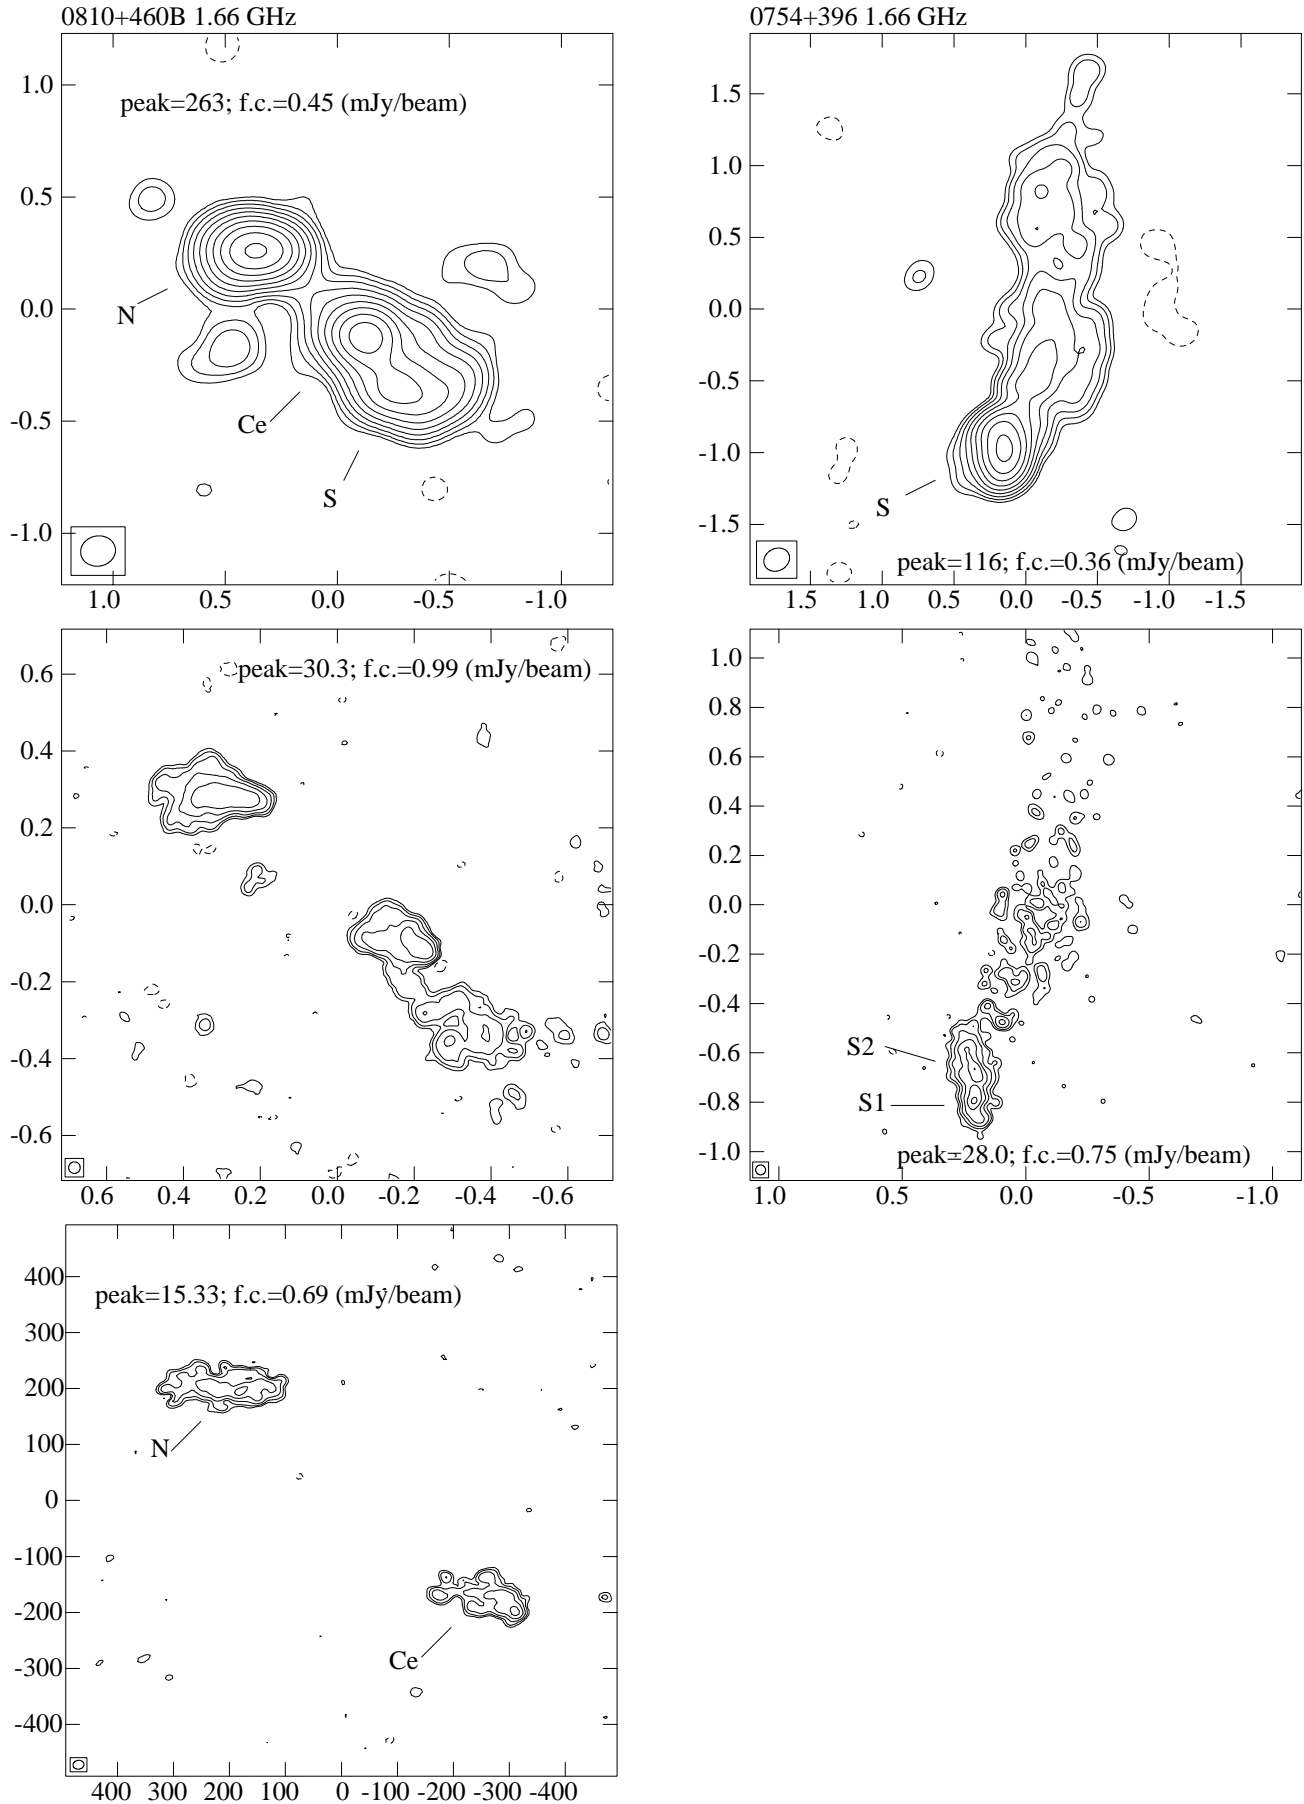 0810+460B 1.66 GHz
peak=263; f.c.=0.45 (mJy/beam)
1.0
0.5
0.0
-0.5
-1.0
N
Ce
S
1.0 0.5 0.0 -0.5 -1.0
0754+396 1.66 GHz
1.5
1.0
0.5
0.0
-0.5
-1.0
-1.5
S
peak=116; f.c.=0.36 (mJy/beam)
1.5 1.0 0.5 0.0 -0.5 -1.0 -1.5
peak=30.3; f.c.=0.99 (mJy/beam)
0.6
0.4
0.2
0.0
-0.2
-0.4
-0.6
0.6 0.4 0.2 0.0 -0.2 -0.4 -0.6
1.0
0.8
0.6
0.4
0.2
0.0
-0.2
-0.4
-0.6
-0.8
-1.0
S2
S1
peak=28.0; f.c.=0.75 (mJy/beam)
1.0 0.5 0.0 -0.5 -1.0
peak=15.33; f.c.=0.69 (mJy/beam)
400
300
200
100
0
-100
-200
-300
-400
N
Ce
400 300 200 100 0 -100 -200 -300 -400